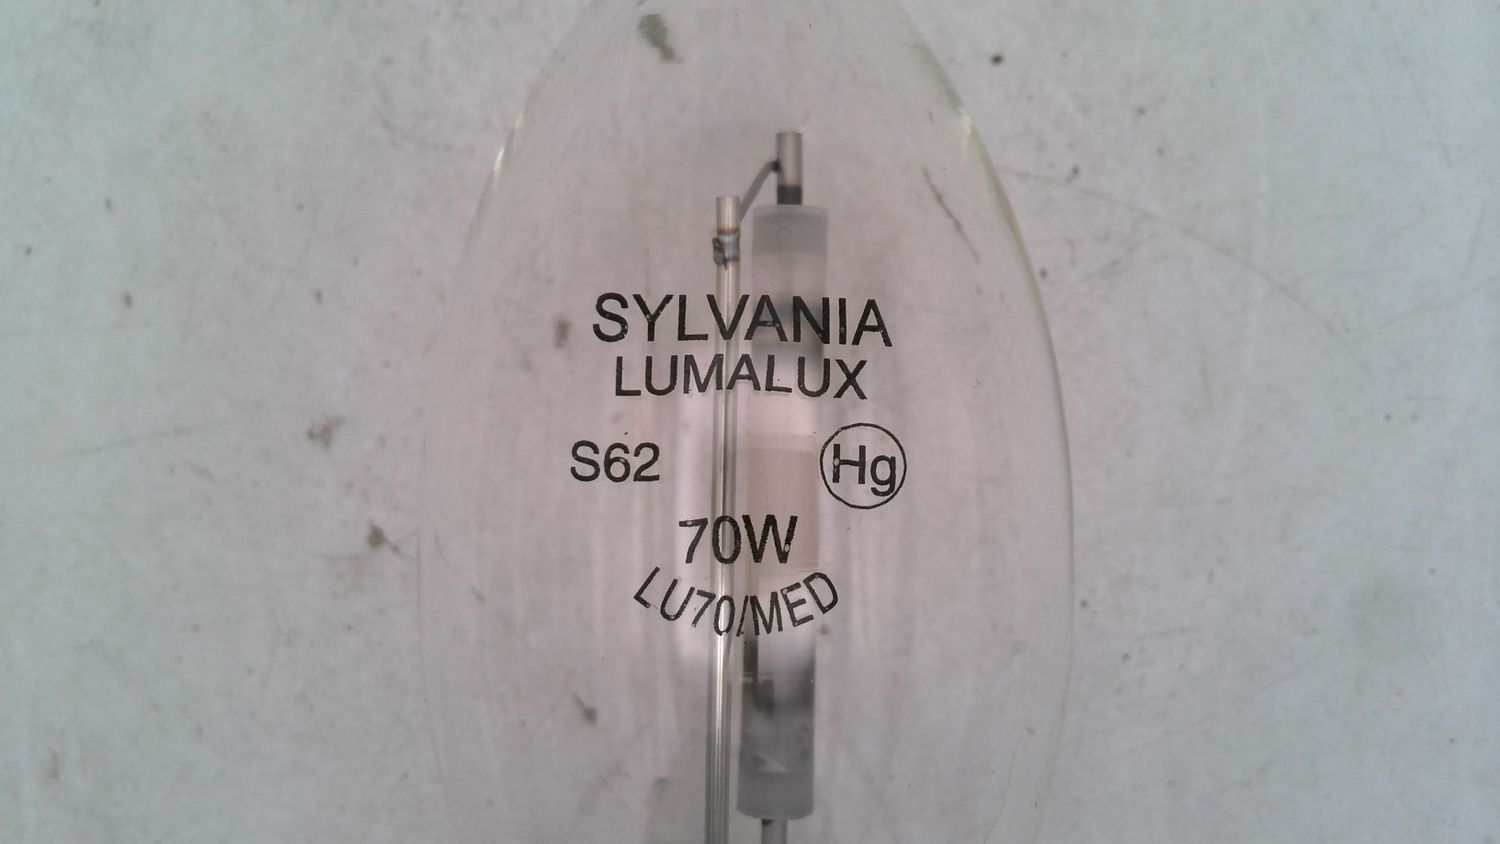 SYLVANIA
LUMALUX
S62 Hg
70W
LU70/MED